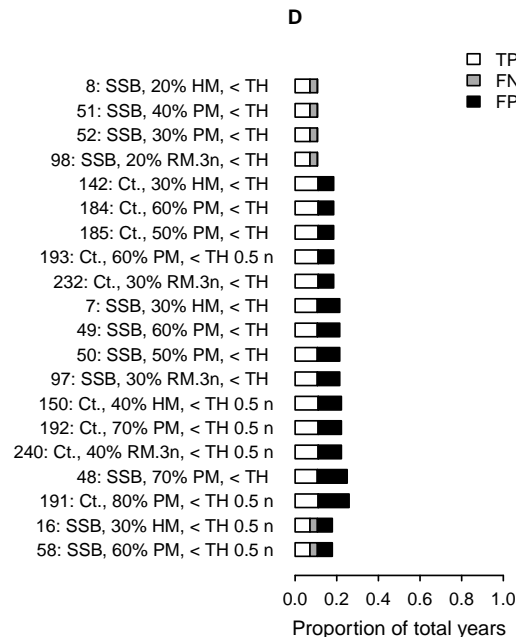 D
TP
FN
FP
8: SSB, 20% HM, < TH
51: SSB, 40% PM, < TH
52: SSB, 30% PM, < TH
98: SSB, 20% RM.3n, < TH
142: Ct., 30% HM, < TH
184: Ct., 60% PM, < TH
185: Ct., 50% PM, < TH
193: Ct., 60% PM, < TH 0.5 n
232: Ct., 30% RM.3n, < TH
7: SSB, 30% HM, < TH
49: SSB, 60% PM, < TH
50: SSB, 50% PM, < TH
97: SSB, 30% RM.3n, < TH
150: Ct., 40% HM, < TH 0.5 n
192: Ct., 70% PM, < TH 0.5 n
240: Ct., 40% RM.3n, < TH 0.5 n
48: SSB, 70% PM, < TH
191: Ct., 80% PM, < TH 0.5 n
16: SSB, 30% HM, < TH 0.5 n
58: SSB, 60% PM, < TH 0.5 n
0.0 0.2 0.4 0.6 0.8 1.0
Proportion of total years